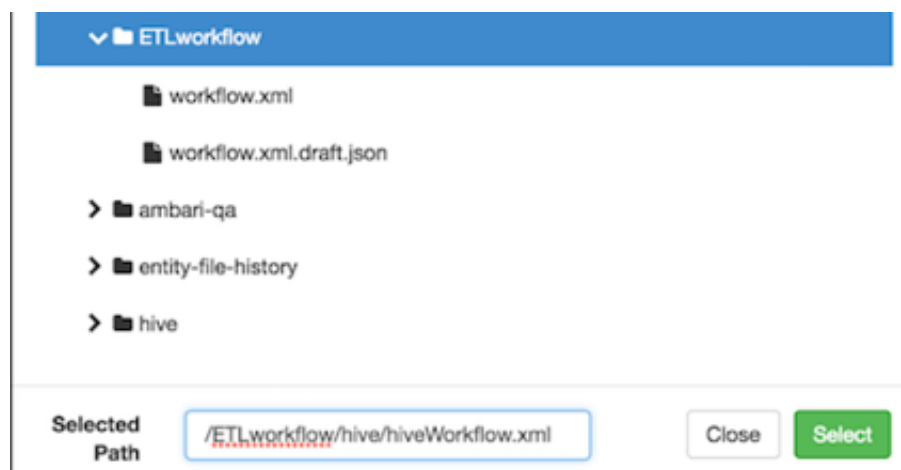 ETLworkflow
workflow.xml
workflow.xml.draft.json
ambari-qa
entity-file-history
hive
Selected
Path
/ETLworkflow/hive/hiveWorkflow.xml
Close
Select